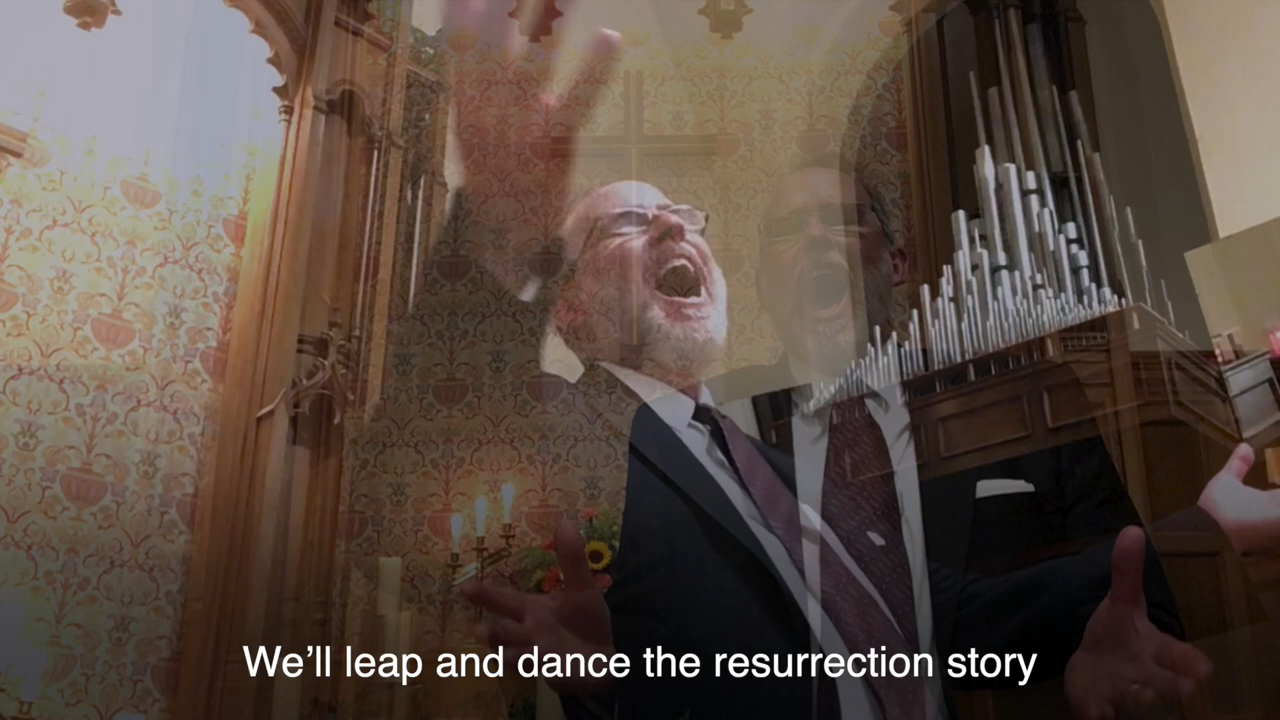 We’ll leap and dance the resurrection story